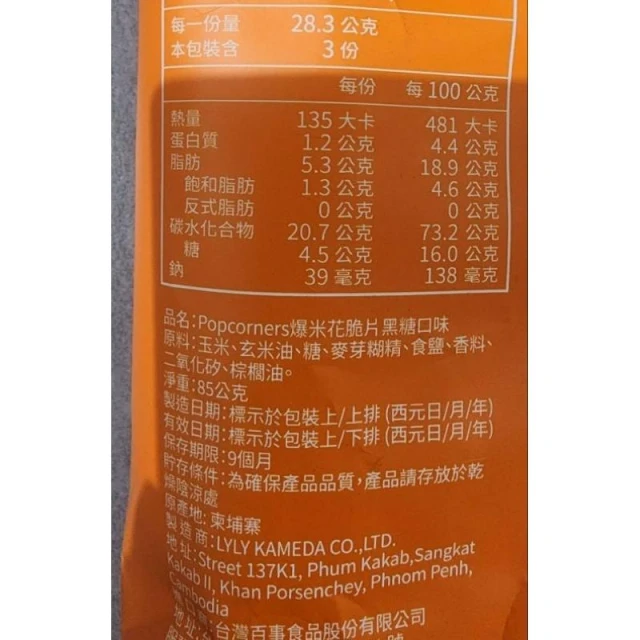 每一份量 28.3 公克
本包裝含 3 份
每份 每 100 公克
熱量 135 大卡 481 大卡
蛋白質 1.2 公克 4.4 公克
脂肪 5.3 公克 18.9 公克
飽和脂肪 1.3 公克 4.6 公克
反式脂肪 0 公克 0 公克
碳水化合物 20.7 公克 73.2 公克
糖 4.5 公克 16.0 公克
鈉 39 毫克 138 毫克
品名:Popcorners爆米花脆片黑糖口味
原料:玉米、玄米油、糖、麥芽糊精、食鹽、香料、
二氧化矽、棕櫚油。
淨重:85公克
製造日期:標示於包裝上/上排 (西元日/月/年)
有效日期:標示於包裝上/下排 (西元日/月/年)
保存期限:9個月
貯存條件:為確保產品品質,產品請存放於乾
燥陰涼處
原產地: 柬埔寨
製造商:LYLY KAMEDA CO.,LTD.
地址:Street 137K1, Phum Kakab,Sangkat
Kakab II, Khan Porsenchey, Phnom Penh,
Cambodia
台灣百事食品股份有限公司